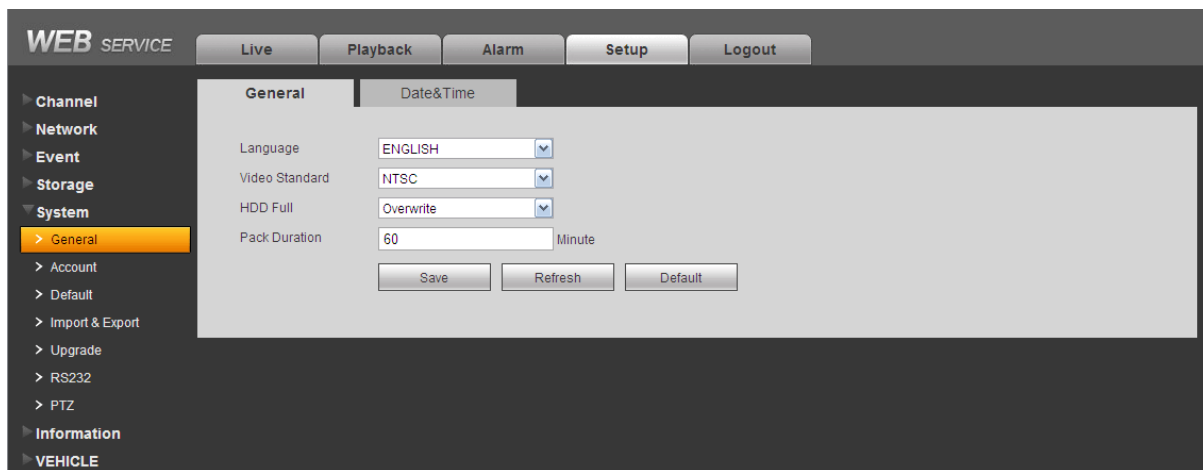 WEB SERVICE
Live Playback Alarm Setup Logout
General Date&Time
Channel
Network
Event
Storage
System
> General
> Account
> Default
> Import & Export
> Upgrade
> RS232
> PTZ
Information
VEHICLE
Language ENGLISH
Video Standard NTSC
HDD Full Overwrite
Pack Duration 60 Minute
Save Refresh Default